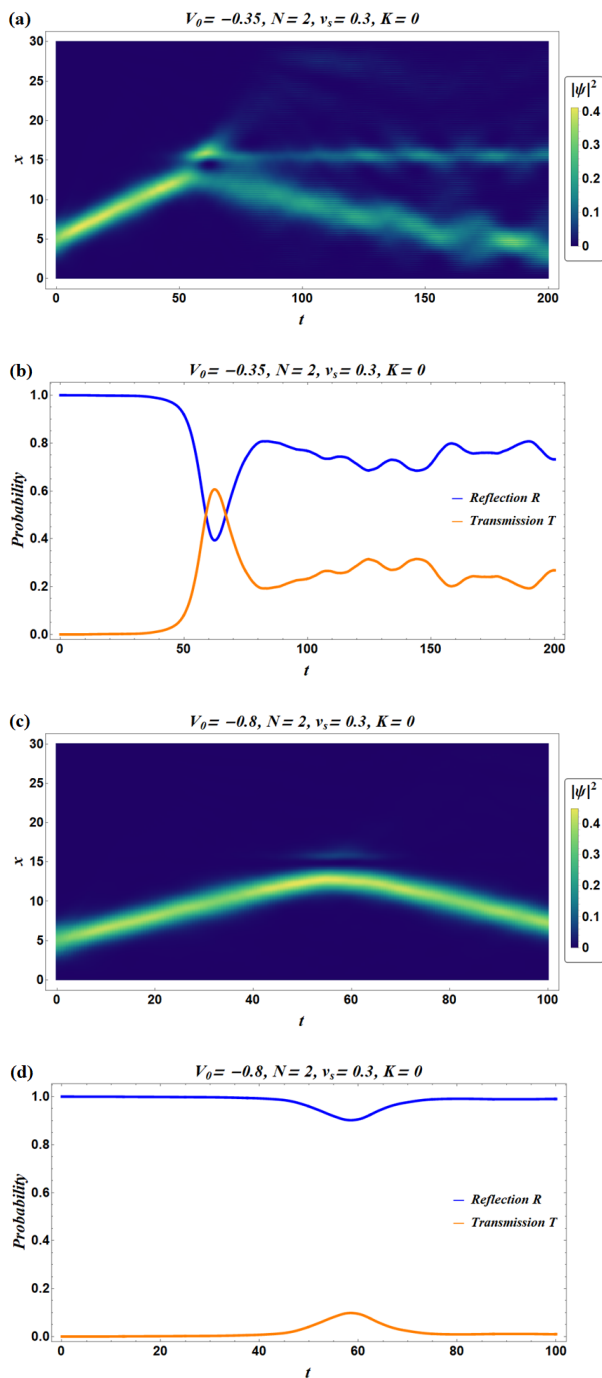 (a)
V₀ = −0.35, N = 2, vₛ = 0.3, K = 0
30
25
20
15
10
5
0
x
0
50
100
150
200
t
|ψ|²
0.4
0.3
0.2
0.1
0
(b)
V₀ = −0.35, N = 2, vₛ = 0.3, K = 0
1.0
0.8
0.6
0.4
0.2
0.0
Probability
Reflection R
Transmission T
0
50
100
150
200
t
(c)
V₀ = −0.8, N = 2, vₛ = 0.3, K = 0
30
25
20
15
10
5
0
x
0
20
40
60
80
100
t
|ψ|²
0.4
0.3
0.2
0.1
0
(d)
V₀ = −0.8, N = 2, vₛ = 0.3, K = 0
1.0
0.8
0.6
0.4
0.2
0.0
Probability
Reflection R
Transmission T
0
20
40
60
80
100
t